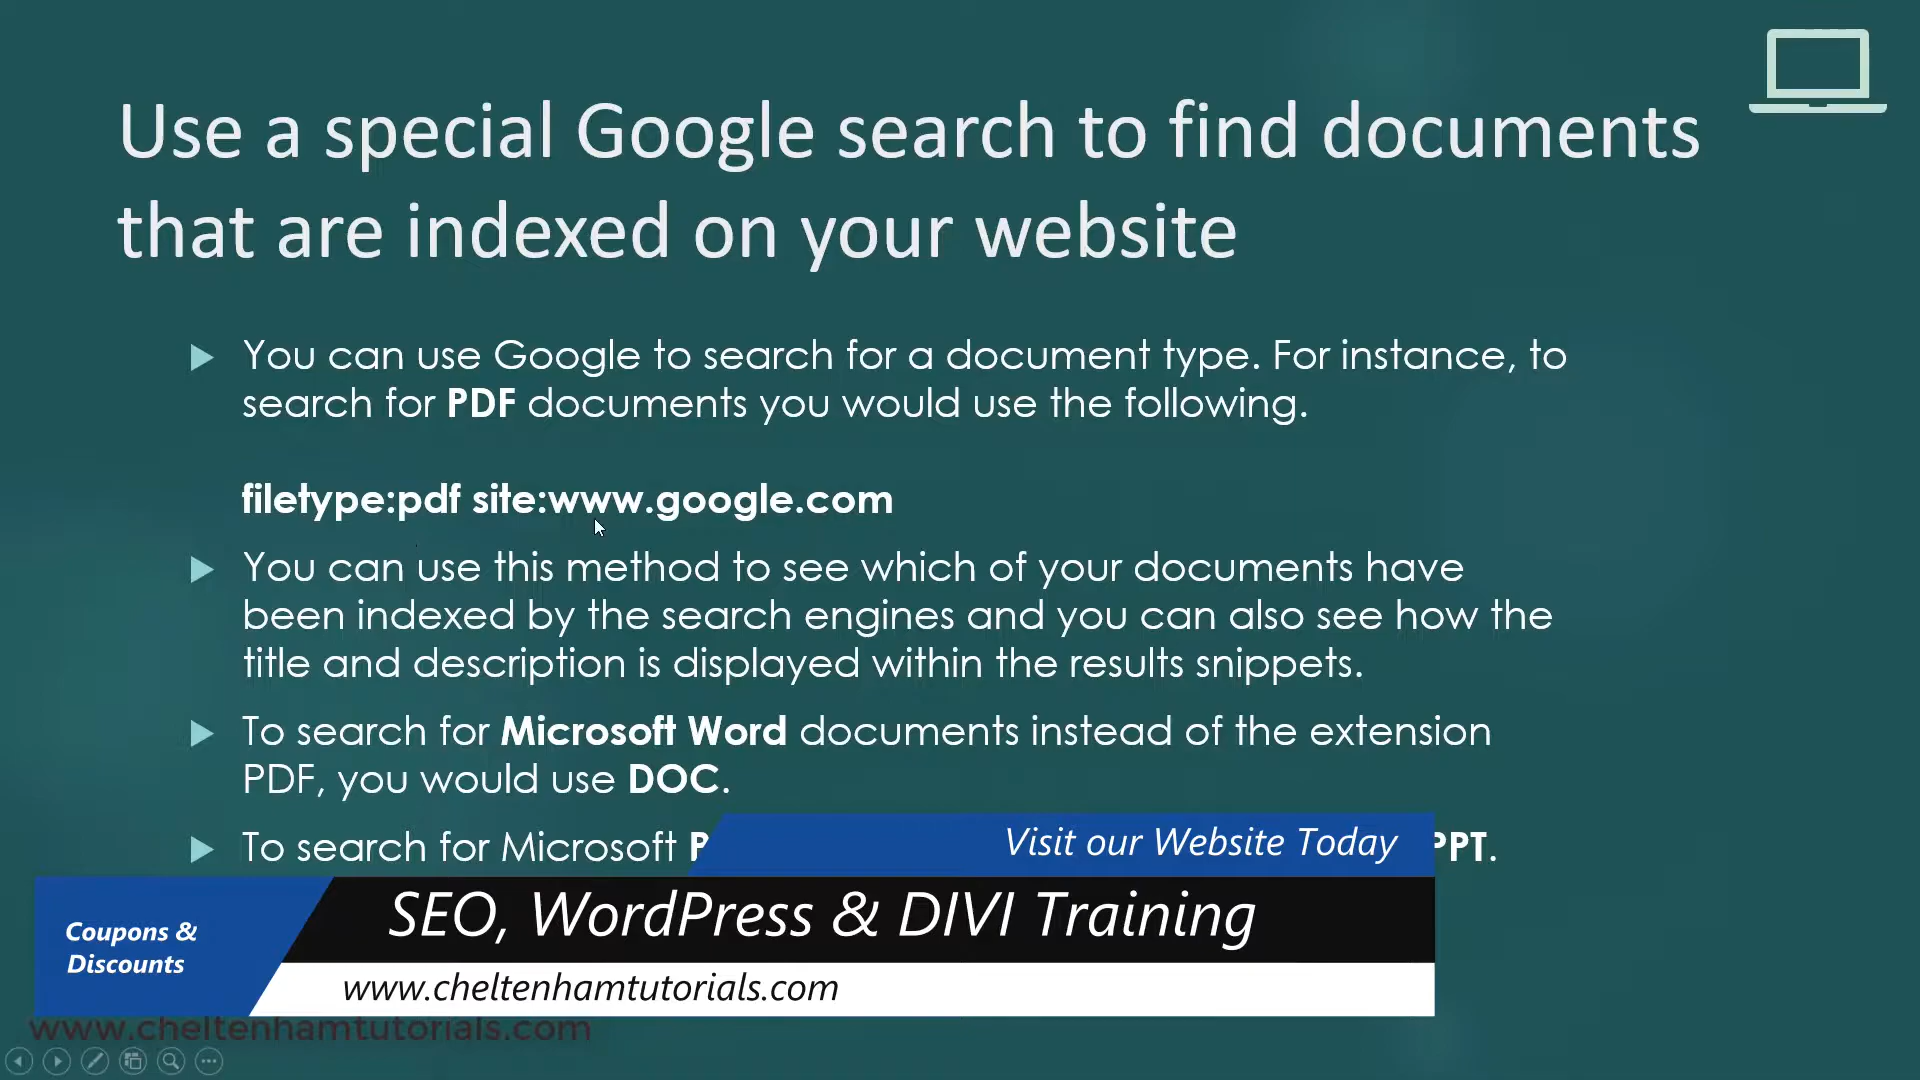 Use a special Google search to find documents
that are indexed on your website
You can use Google to search for a document type. For instance, to
search for PDF documents you would use the following.
filetype:pdf site:www.google.com
You can use this method to see which of your documents have
been indexed by the search engines and you can also see how the
title and description is displayed within the results snippets.
To search for Microsoft Word documents instead of the extension
PDF, you would use DOC.
To search for Microsoft PPT.
Visit our Website Today
SEO, WordPress & DIVI Training
Coupons &
Discounts
www.cheltenhamtutorials.com
www.cheltenhamtutorials.com